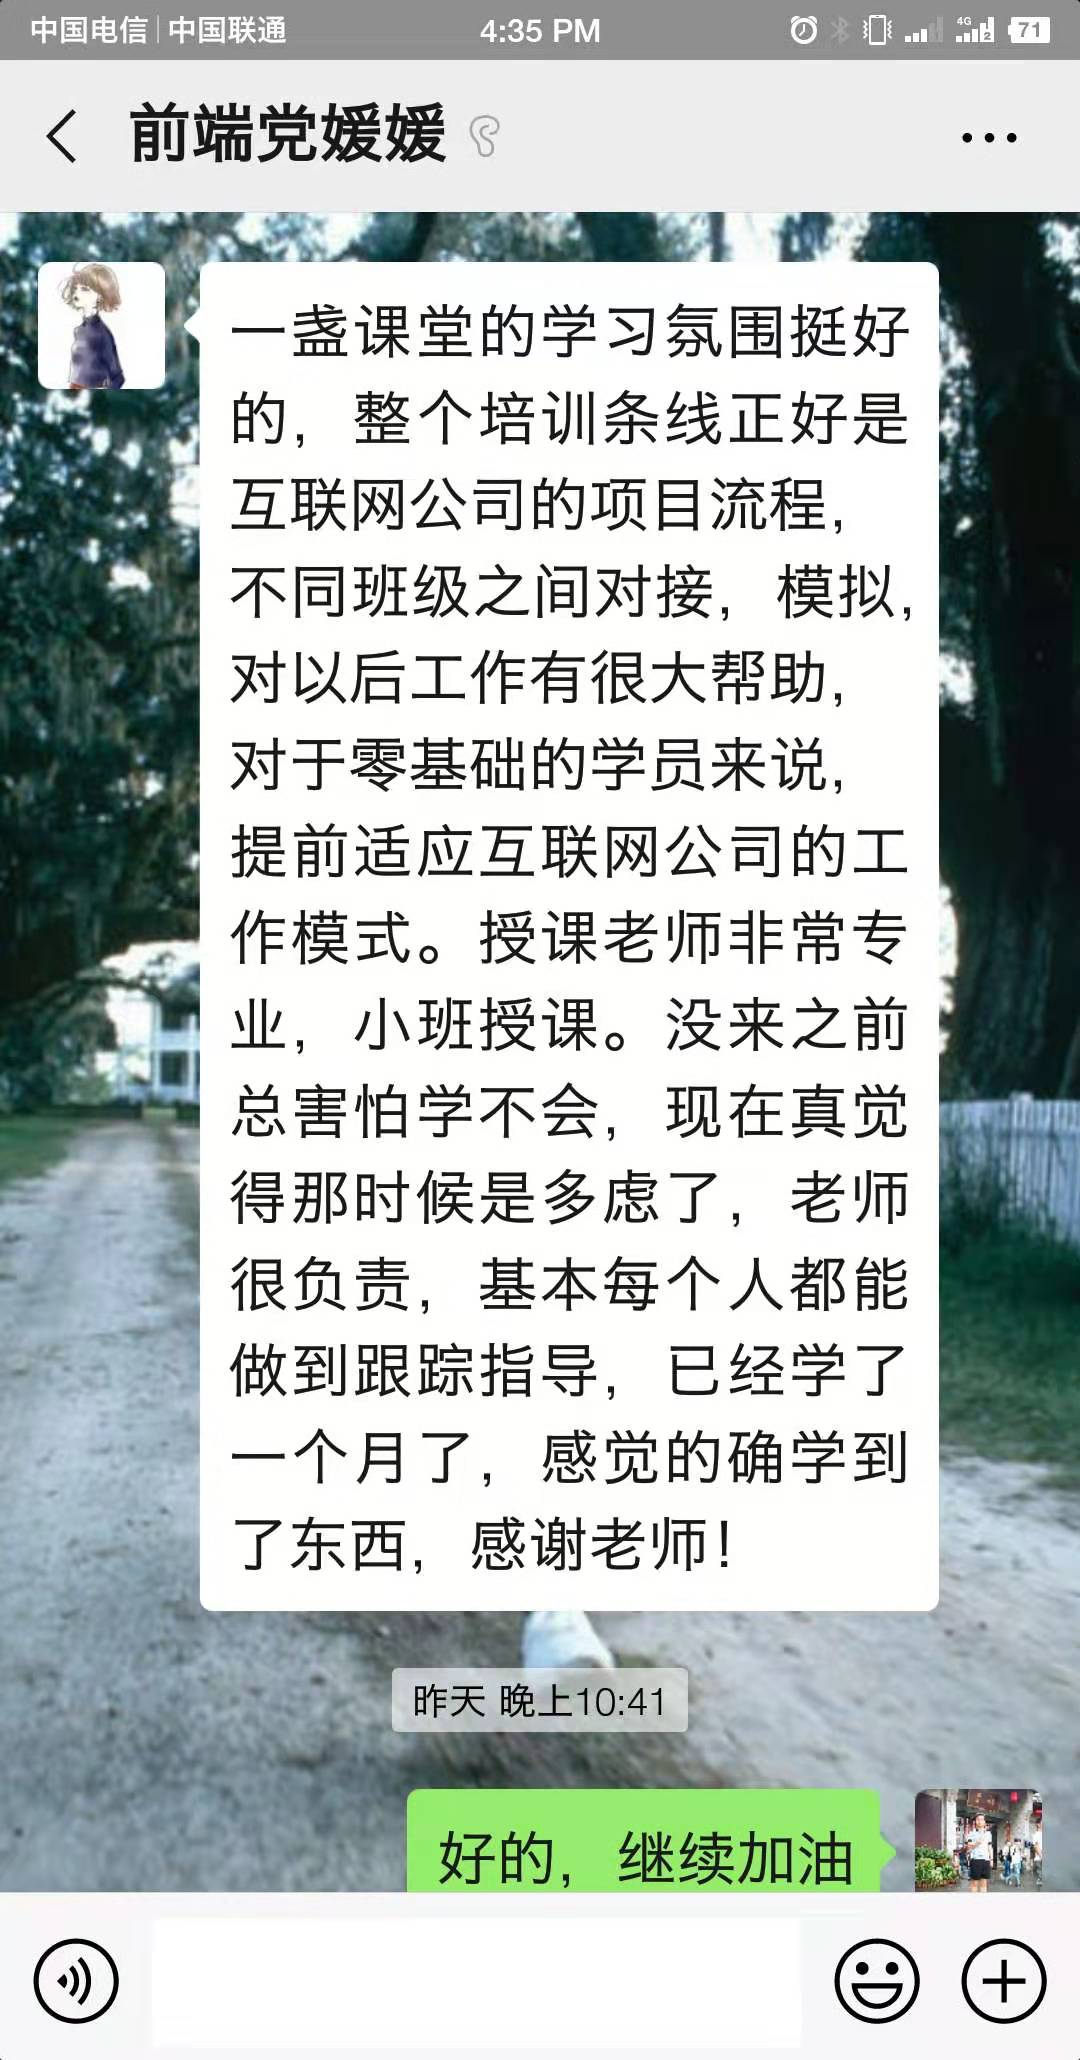 中国电信 中国联通 4:35 PM 4G 2 71
前端党媛媛
一盏课堂的学习氛围挺好
的，整个培训条线正好是
互联网公司的项目流程，
不同班级之间对接，模拟，
对以后工作有很大帮助，
对于零基础的学员来说，
提前适应互联网公司的工
作模式。授课老师非常专
业，小班授课。没来之前
总害怕学不会，现在真觉
得那时候是多虑了，老师
很负责，基本每个人都能
做到跟踪指导，已经学了
一个月了，感觉的确学到
了东西，感谢老师！
昨天 晚上10:41
好的，继续加油